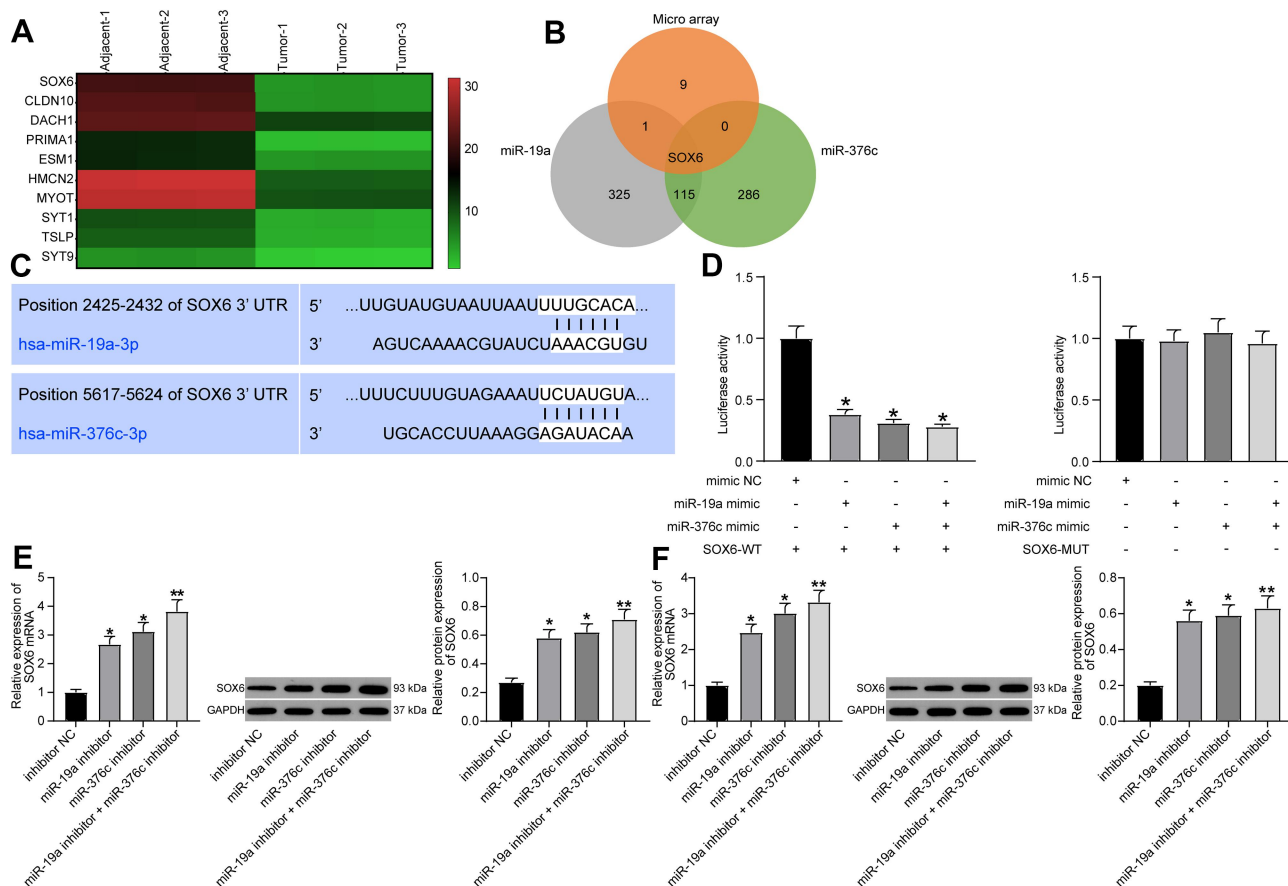 A
Adjacent-1
Adjacent-2
Adjacent-3
Tumor-1
Tumor-2
Tumor-3
SOX6
CLDN10
DACH1
PRIMA1
ESM1
HMCN2
MYOT
SYT1
TSLP
SYT9
30
20
10
B
Micro array
9
1
0
miR-19a
SOX6
miR-376c
325
115
286
C
Position 2425-2432 of SOX6 3’ UTR 5’ ...UUGUAUGUAAUUAAUUUUGCACA...
hsa-miR-19a-3p 3’ AGUCAAAACGUAUCUAAACGUGU
Position 5617-5624 of SOX6 3’ UTR 5’ ...UUUCUUUGUAGAAAUUCUAUGUA...
hsa-miR-376c-3p 3’ UGCACCUUAAAGGAGAUACAA
D
Luciferase activity
1.5
1.0
0.5
0.0
* * *
mimic NC + - - -
miR-19a mimic - + - +
miR-376c mimic - - + +
SOX6-WT + + + +
Luciferase activity
1.5
1.0
0.5
0.0
mimic NC + - - -
miR-19a mimic - + - +
miR-376c mimic - - + +
SOX6-MUT - - - -
E
Relative expression of
SOX6 mRNA
5
4
3
2
1
0
* * **
inhibitor NC
miR-19a inhibitor
miR-376c inhibitor
miR-19a inhibitor + miR-376c inhibitor
SOX6 93 kDa
GAPDH 37 kDa
inhibitor NC
miR-19a inhibitor
miR-376c inhibitor
miR-19a inhibitor + miR-376c inhibitor
Relative protein expression
of SOX6
1.0
0.8
0.6
0.4
0.2
0.0
* * **
inhibitor NC
miR-19a inhibitor
miR-376c inhibitor
miR-19a inhibitor + miR-376c inhibitor
F
Relative expression of
SOX6 mRNA
4
3
2
1
0
* * **
inhibitor NC
miR-19a inhibitor
miR-376c inhibitor
miR-19a inhibitor + miR-376c inhibitor
SOX6 93 kDa
GAPDH 37 kDa
inhibitor NC
miR-19a inhibitor
miR-376c inhibitor
miR-19a inhibitor + miR-376c inhibitor
Relative protein expression
of SOX6
0.8
0.6
0.4
0.2
0.0
* * **
inhibitor NC
miR-19a inhibitor
miR-376c inhibitor
miR-19a inhibitor + miR-376c inhibitor